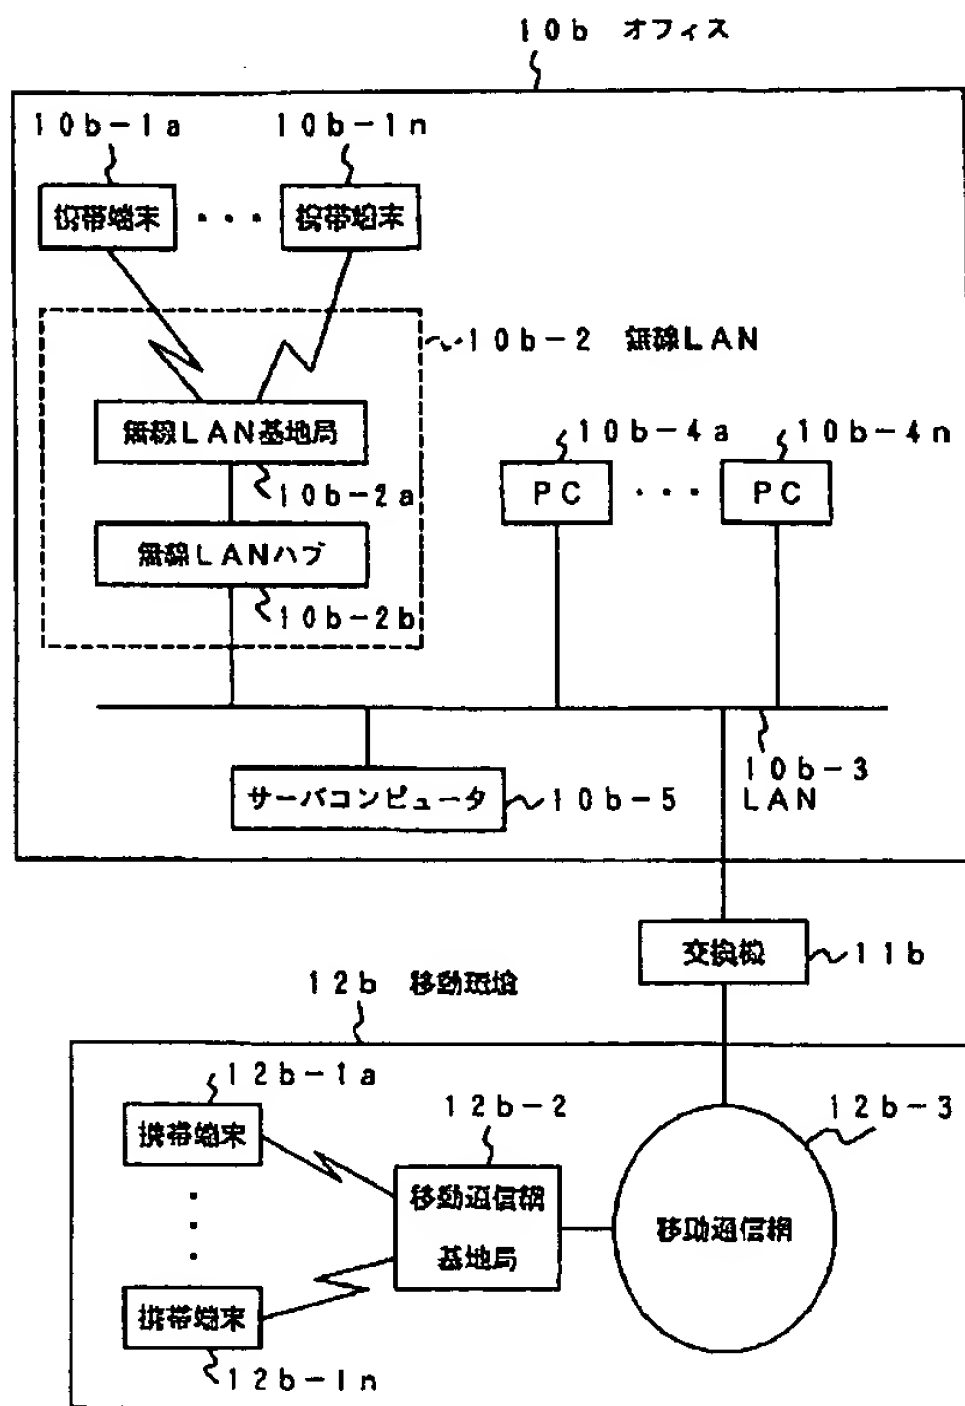 10b オフィス
10b-1a
10b-1n
携帯端末
・・・
携帯端末
10b-2 無線LAN
無線LAN基地局
10b-2a
無線LANハブ
10b-2b
10b-4a
10b-4n
PC
・・・
PC
10b-3
LAN
サーバコンピュータ
10b-5
交換機
11b
12b 移動環境
12b-1a
携帯端末
12b-2
移動通信網
基地局
12b-3
移動通信網
携帯端末
12b-1n